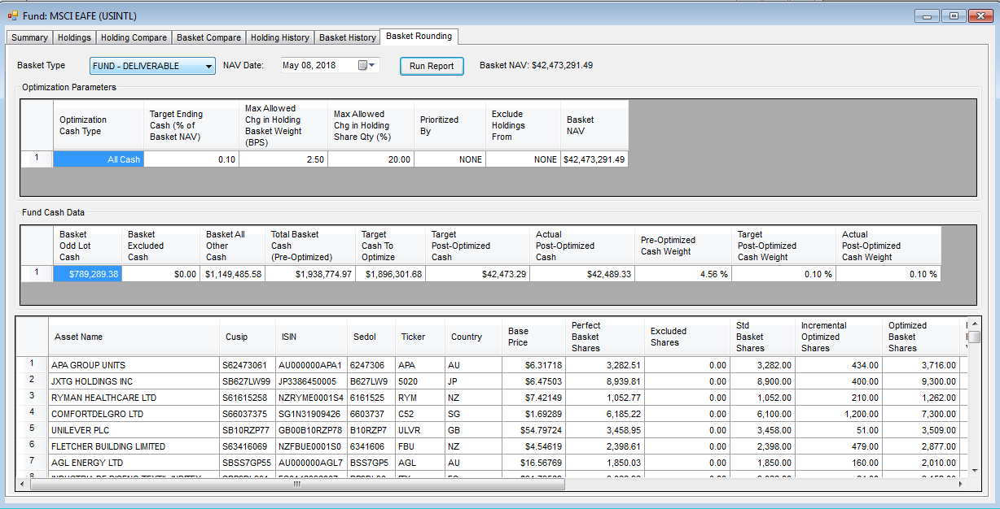 Fund: MSCI EAFE (USINTL)
Summary Holdings Holding Compare Basket Compare Holding History Basket History Basket Rounding
Basket Type FUND - DELIVERABLE NAV Date: May 08, 2018 Run Report Basket NAV: $42,473,291.49
Optimization Parameters
Optimization Cash Type Target Ending Cash (% of Basket NAV) Max Allowed Chg in Holding Basket Weight (BPS) Max Allowed Chg in Holding Share Qty (%) Prioritized By Exclude Holdings From Basket NAV
1 All Cash 0.10 2.50 20.00 NONE NONE $42,473,291.49
Fund Cash Data
Basket Odd Lot Cash Basket Excluded Cash Basket All Other Cash Total Basket Cash (Pre-Optimized) Target Cash To Optimize Target Post-Optimized Cash Actual Post-Optimized Cash Pre-Optimized Cash Weight Target Post-Optimized Cash Weight Actual Post-Optimized Cash Weight
1 $789,289.38 $0.00 $1,149,485.58 $1,938,774.97 $1,896,301.68 $42,473.29 $42,489.33 4.56 % 0.10 % 0.10 %
Asset Name Cusip ISIN Sedol Ticker Country Base Price Perfect Basket Shares Excluded Shares Std Basket Shares Incremental Optimized Shares Optimized Basket Shares
1 APA GROUP UNITS S62473061 AU000000APA1 6247306 APA AU $6.31718 3,282.51 0.00 3,282.00 434.00 3,716.00
2 JXTG HOLDINGS INC SB627LW99 JP3386450005 B627LW9 5020 JP $6.47503 8,939.81 0.00 8,900.00 400.00 9,300.00
3 RYMAN HEALTHCARE LTD S61615258 NZRYME0001S4 6161525 RYM NZ $7.42149 1,052.77 0.00 1,052.00 210.00 1,262.00
4 COMFORTDELGRO LTD S66037375 SG1N31909426 6603737 C52 SG $1.69289 6,185.22 0.00 6,100.00 1,200.00 7,300.00
5 UNILEVER PLC SB10RZP77 GB00B10RZP78 B10RZP7 ULVR GB $54.79724 3,458.95 0.00 3,458.00 51.00 3,509.00
6 FLETCHER BUILDING LIMITED S63416069 NZFBUE0001S0 6341606 FBU NZ $4.54619 2,398.61 0.00 2,398.00 479.00 2,877.00
7 AGL ENERGY LTD SBSS7GP55 AU000000AGL7 BSS7GP5 AGL AU $16.56769 1,850.03 0.00 1,850.00 160.00 2,010.00
8